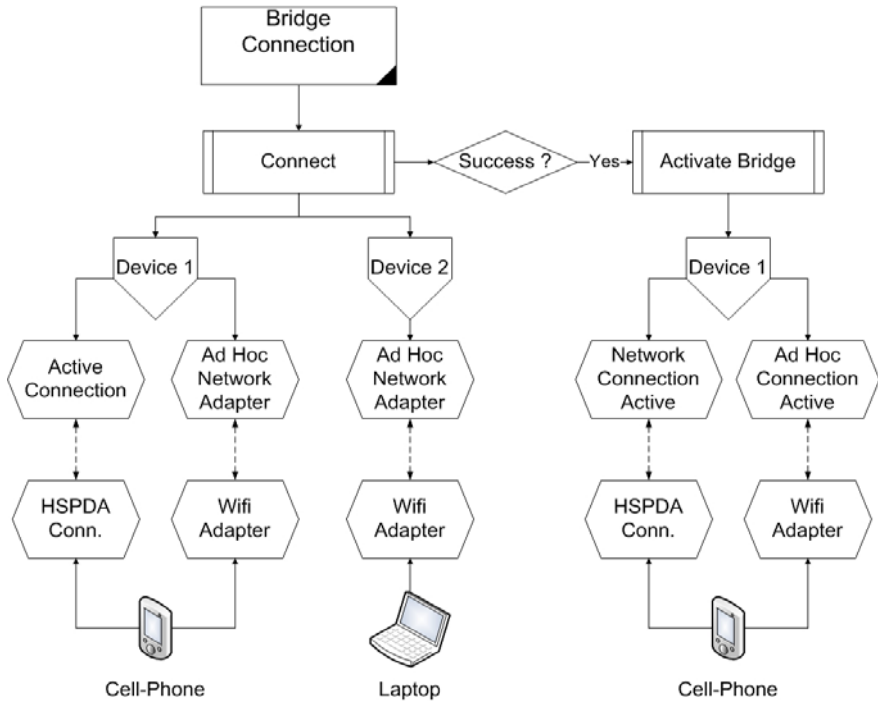 Bridge
Connection
Connect
Success ?
Yes
Activate Bridge
Device 1
Device 2
Device 1
Active
Connection
Ad Hoc
Network
Adapter
Ad Hoc
Network
Adapter
Network
Connection
Active
Ad Hoc
Connection
Active
HSPDA
Conn.
Wifi
Adapter
Wifi
Adapter
HSPDA
Conn.
Wifi
Adapter
Cell-Phone
Laptop
Cell-Phone